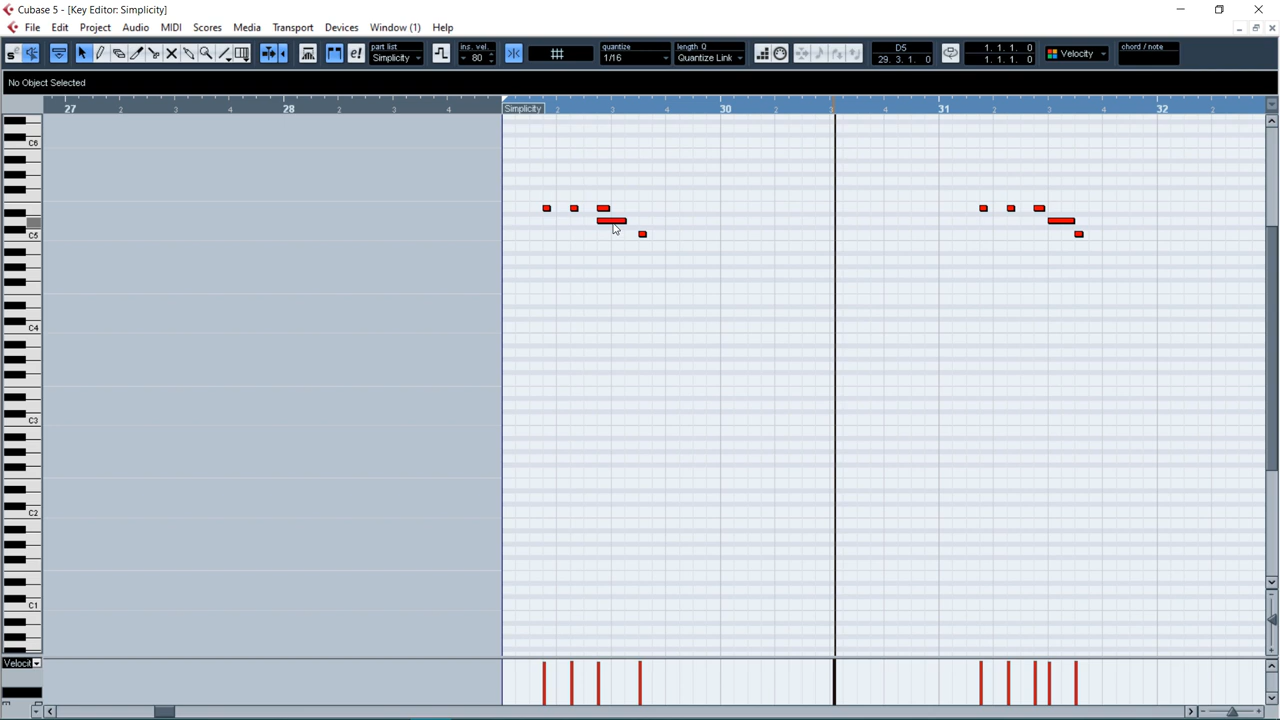 Cubase 5 - [Key Editor: Simplicity]
File Edit Project Audio MIDI Scores Media Transport Devices Window (1) Help
part list ins. vel. quantize length Q D5 1. 1. 1. 0 chord / note
Simplicity 80 1/16 Quantize Link 29. 3. 1. 0 1. 1. 1. 0 Velocity
No Object Selected
27 2 3 4 28 2 3 4 Simplicity 2 3 4 30 2 3 4 31 2 3 4 32 2
C6
C5
C4
C3
C2
C1
Velocit